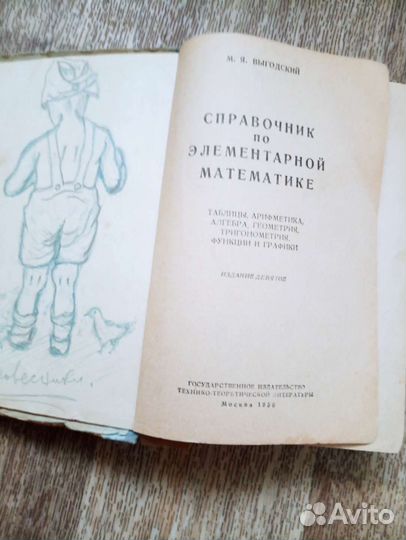 М. Я. ВЫГОДСКИЙ
СПРАВОЧНИК
ПО
ЭЛЕМЕНТАРНОЙ
МАТЕМАТИКЕ
ТАБЛИЦЫ, АРИФМЕТИКА,
АЛГЕБРА, ГЕОМЕТРИЯ,
ТРИГОНОМЕТРИЯ,
ФУНКЦИИ И ГРАФИКИ
ИЗДАНИЕ ДЕВЯТОЕ
ГОСУДАРСТВЕННОЕ ИЗДАТЕЛЬСТВО
ТЕХНИКО-ТЕОРЕТИЧЕСКОЙ ЛИТЕРАТУРЫ
Москва 1956
Avito